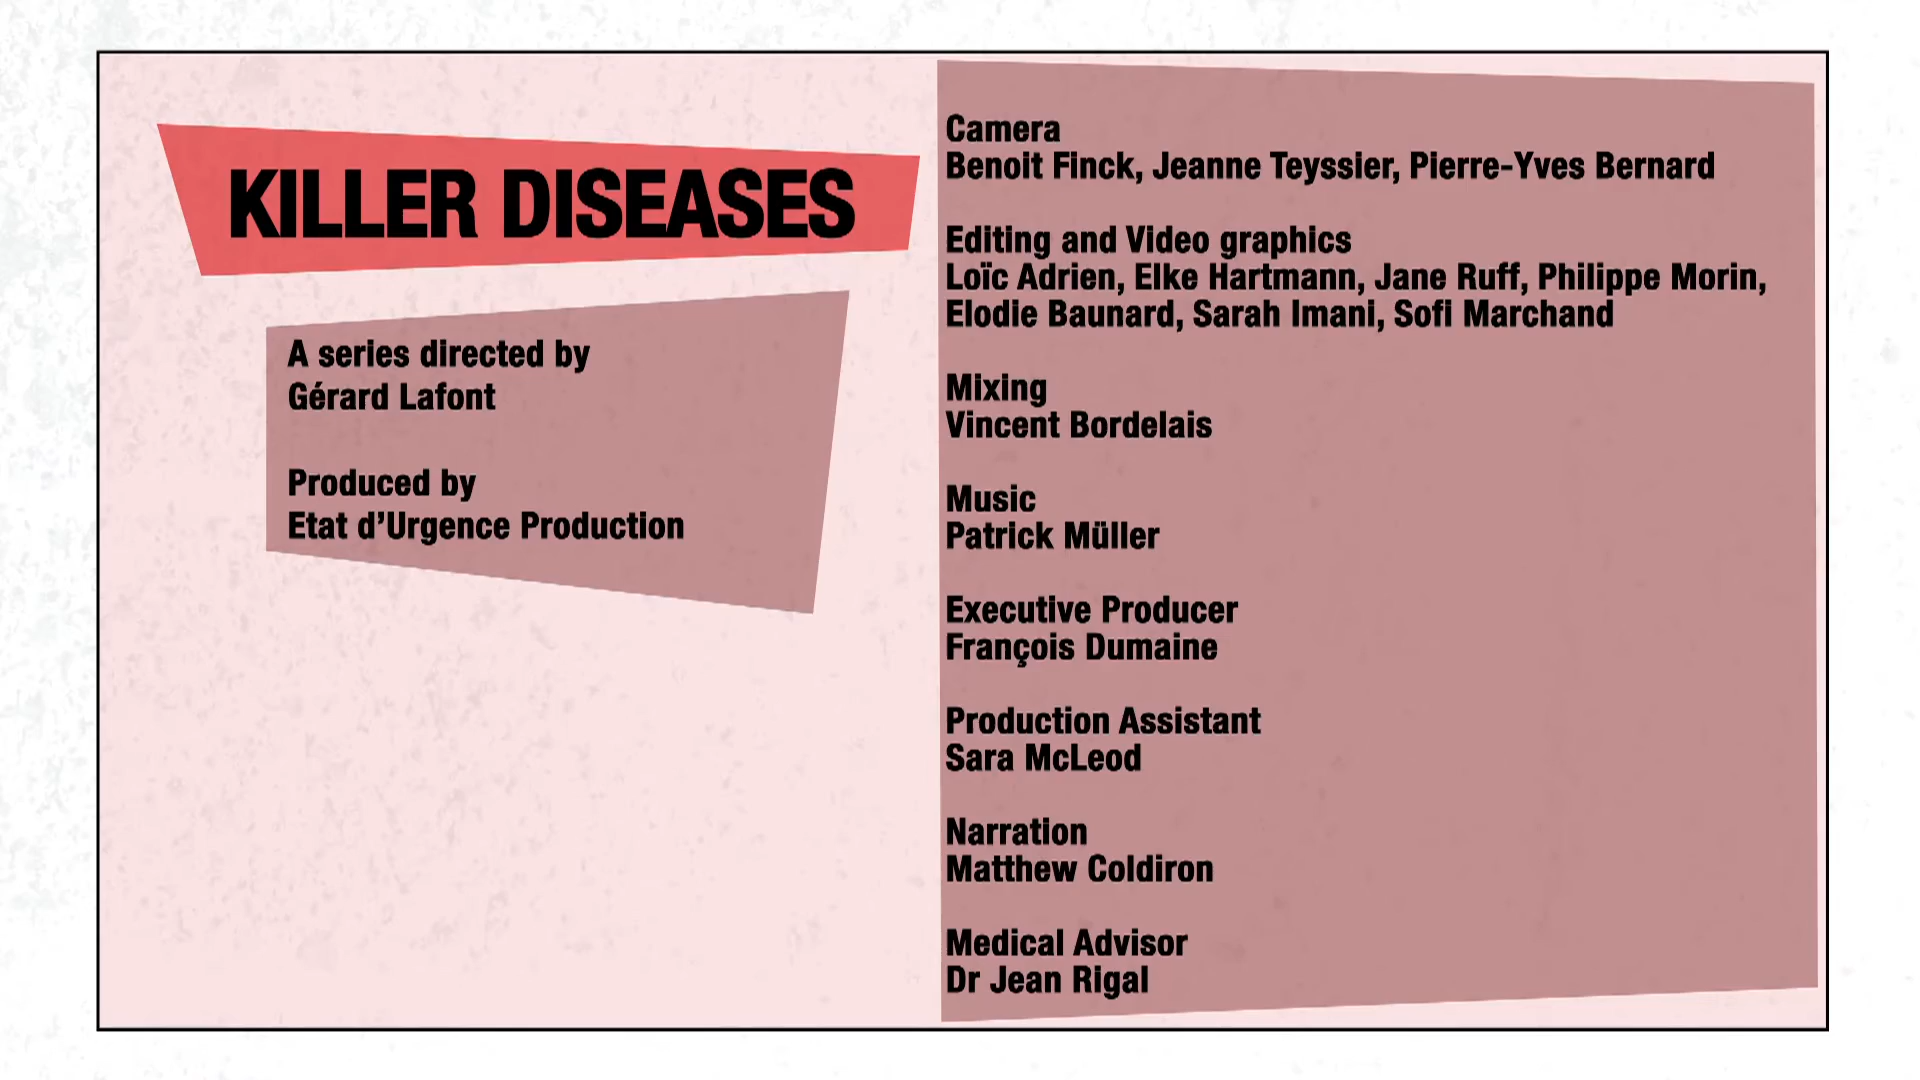 KILLER DISEASES
A series directed by
Gérard Lafont
Produced by
Etat d’Urgence Production
Camera
Benoit Finck, Jeanne Teyssier, Pierre-Yves Bernard
Editing and Video graphics
Loïc Adrien, Elke Hartmann, Jane Ruff, Philippe Morin,
Elodie Baunard, Sarah Imani, Sofi Marchand
Mixing
Vincent Bordelais
Music
Patrick Müller
Executive Producer
François Dumaine
Production Assistant
Sara McLeod
Narration
Matthew Coldiron
Medical Advisor
Dr Jean Rigal